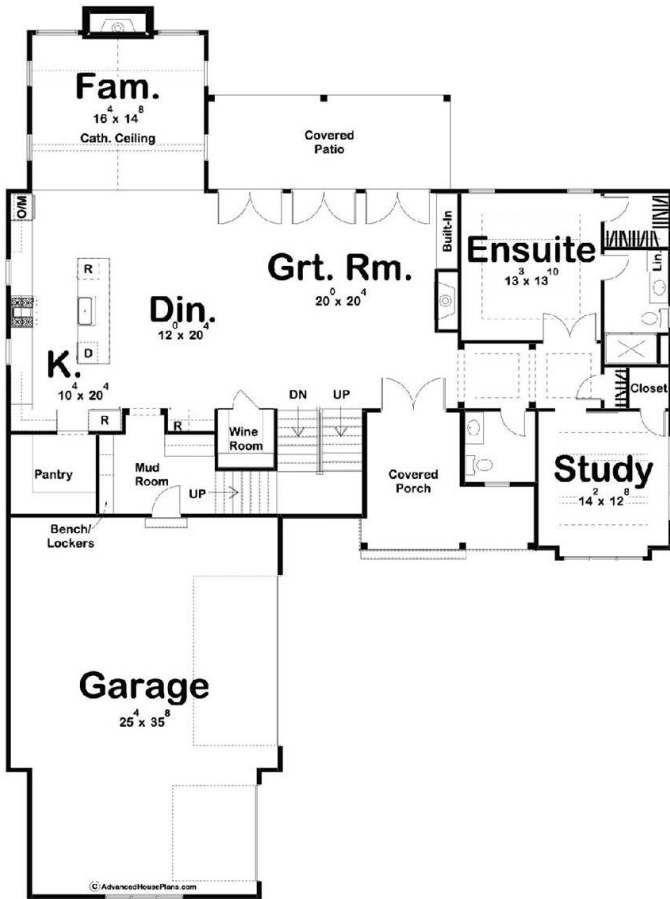 Fam.
16⁴ x 14⁸
Cath. Ceiling
Covered
Patio
O/M
R
D
K.
10⁴ x 20⁴
Din.
12⁰ x 20⁴
Grt. Rm.
20⁰ x 20⁴
Built-In
Ensuite
13³ x 13¹⁰
Lin.
Closet
R
R
Wine
Room
DN
UP
Pantry
Mud
Room
UP
Covered
Porch
Study
14² x 12⁸
Bench/
Lockers
Garage
25⁴ x 35⁸
© AdvancedHousePlans.com